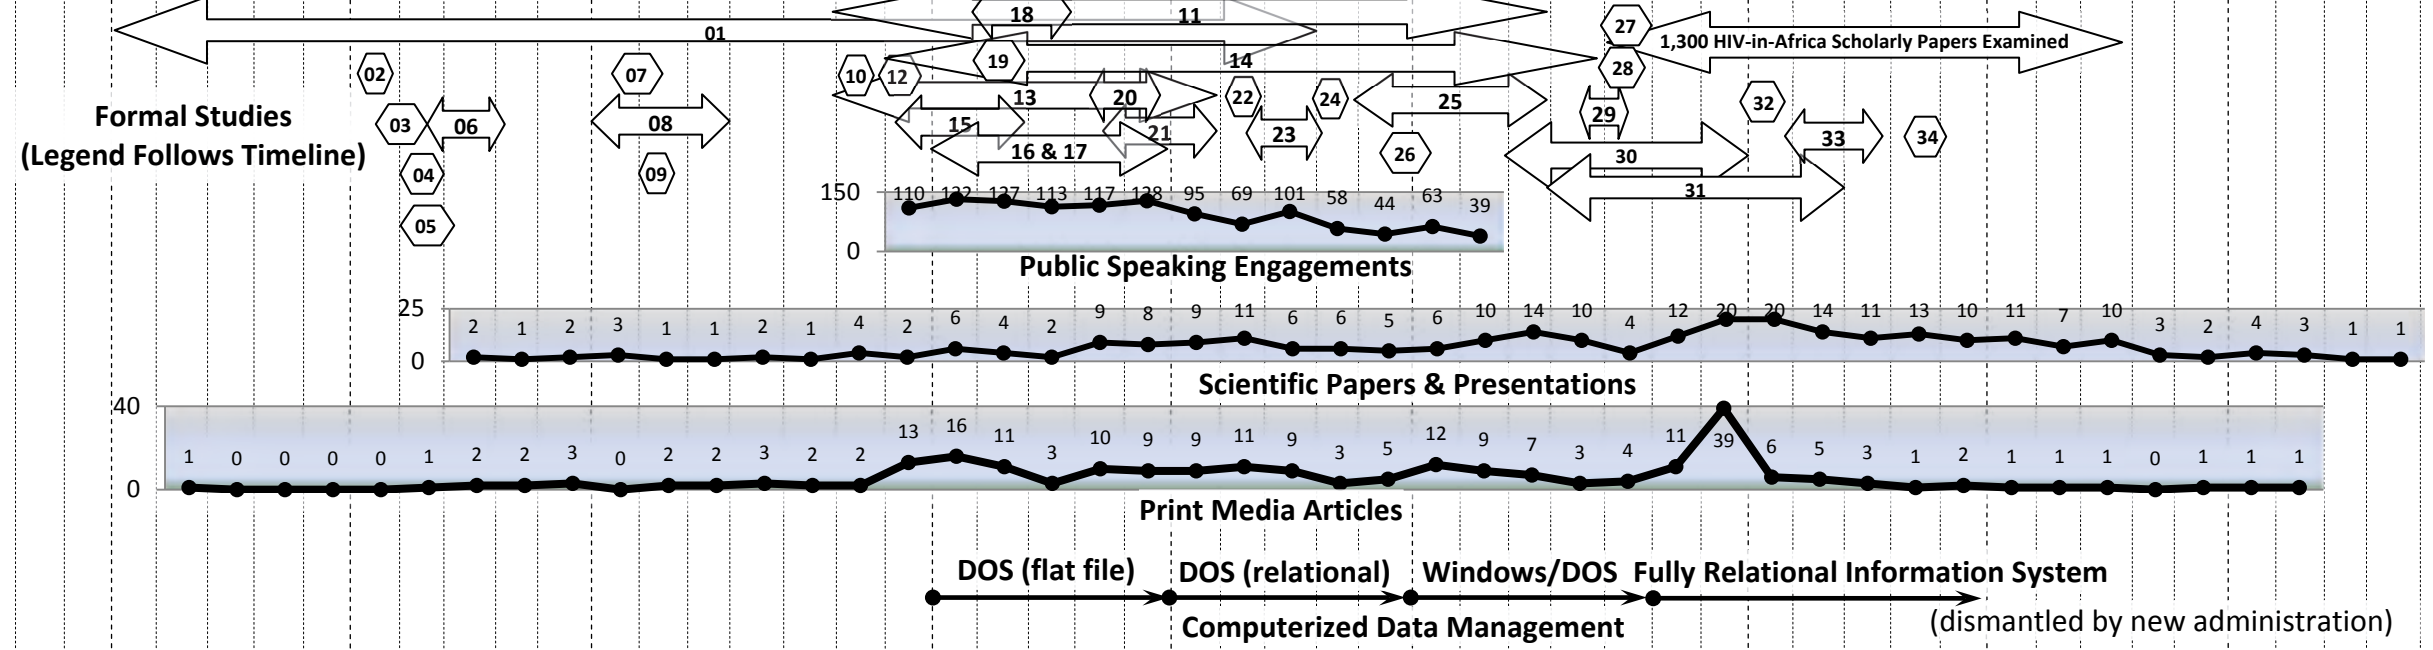 18
11
01
27
1,300 HIV-in-Africa Scholarly Papers Examined
19
14
28
02
07
10
12
13
20
22
24
25
32
29
Formal Studies
(Legend Follows Timeline)
03
06
08
15
21
23
33
34
16 & 17
26
30
04
09
31
05
150
110 132 127 113 117 128 95 69 101 58 44 63 39
0
Public Speaking Engagements
25
2 1 2 3 1 1 2 1 4 2 6 4 2 9 8 9 11 6 6 5 6 10 14 10 4 12 20 20 14 11 13 10 11 7 10 3 2 4 3 1 1
0
Scientific Papers & Presentations
40
1 0 0 0 0 1 2 2 3 0 2 2 3 2 2 13 16 11 3 10 9 9 11 9 3 5 12 9 7 3 4 11 39 6 5 3 1 2 1 1 1 0 1 1 1
0
Print Media Articles
DOS (flat file) DOS (relational) Windows/DOS Fully Relational Information System
(dismantled by new administration)
Computerized Data Management